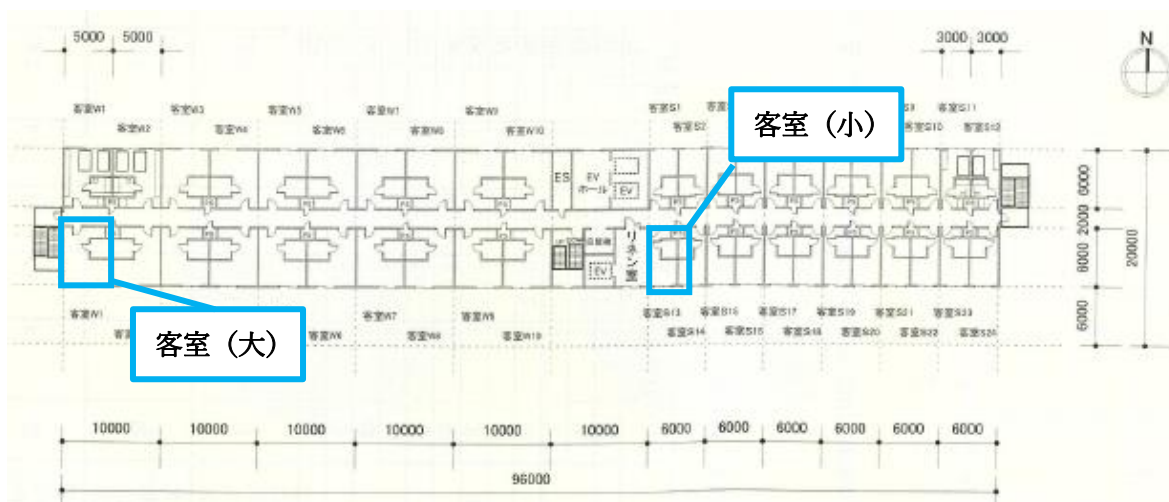 5000 5000
3000 3000
N
客室W1 客室W3 客室W5 客室W7 客室W9 客室S1 S9 客室S11
客室W2 客室W4 客室W6 客室W8 客室W10 客室S2 客室S10 客室S12
客室（小）
ES EV ホール EV
6000
2000
6000
20000
6000
リネン室
EV
客室W1 客室W7 客室W9 客室S13 客室S15 客室S17 客室S19 客室S21 客室S23
客室W6 客室W8 客室W10 客室S14 客室S18 客室S20 客室S22 客室S24
客室（大）
10000 10000 10000 10000 10000 10000 6000 6000 6000 6000 6000 6000
96000